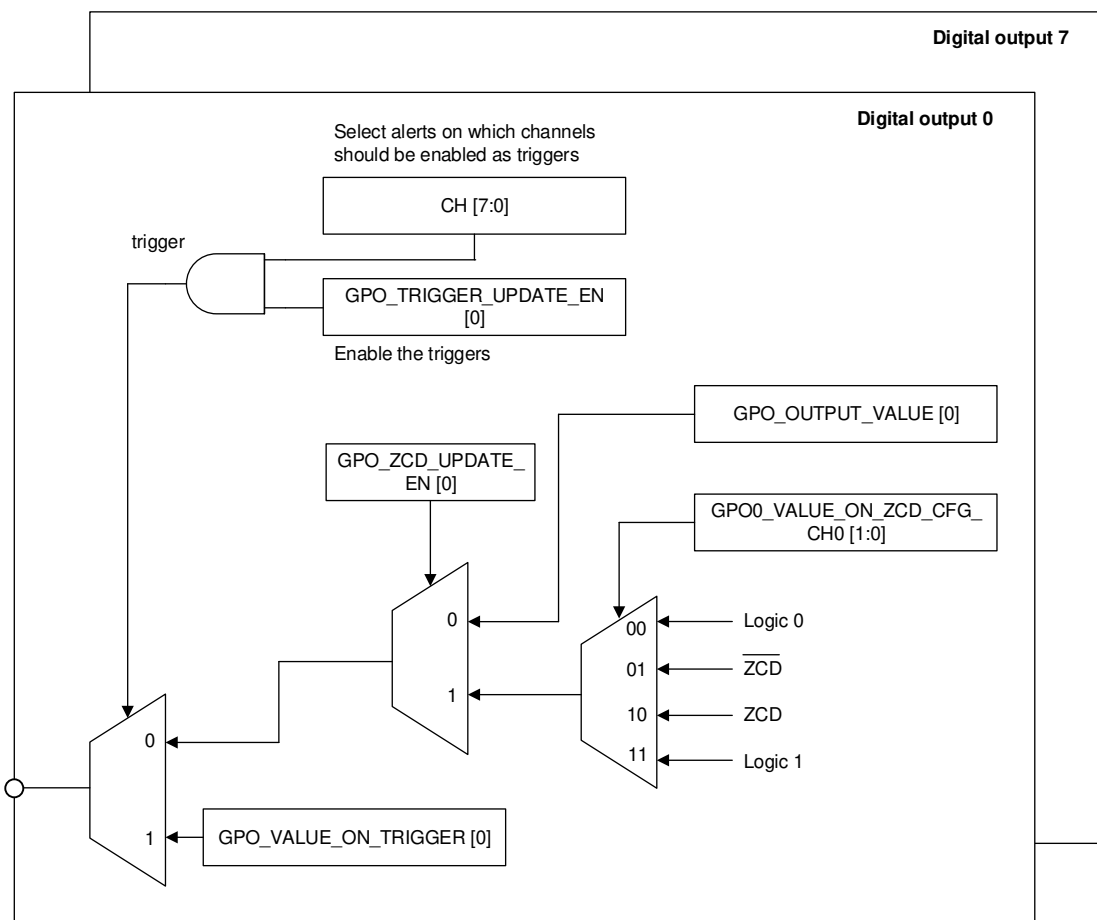 Digital output 7
Digital output 0
Select alerts on which channels
should be enabled as triggers
CH [7:0]
trigger
GPO_TRIGGER_UPDATE_EN
[0]
Enable the triggers
GPO_OUTPUT_VALUE [0]
GPO_ZCD_UPDATE_
EN [0]
GPO0_VALUE_ON_ZCD_CFG_
CH0 [1:0]
0
1
00
01
10
11
Logic 0
Z̅C̅D̅
ZCD
Logic 1
0
1
GPO_VALUE_ON_TRIGGER [0]